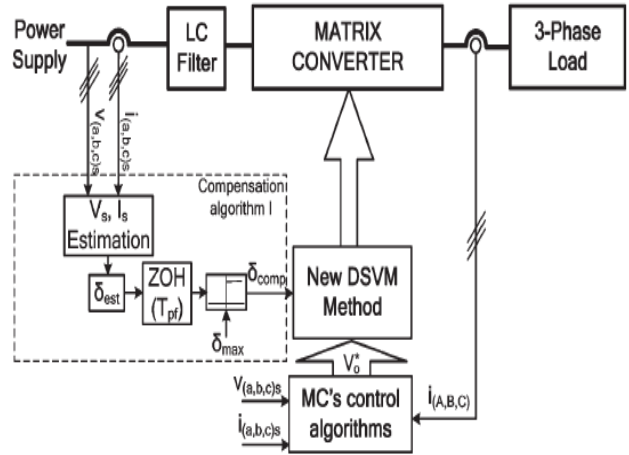 Power
Supply
LC
Filter
MATRIX
CONVERTER
3-Phase
Load
v(a,b,c)s
i(a,b,c)s
Compensation
algorithm I
Vs, Is
Estimation
δest
ZOH
(Tpf)
δcomp
δmax
New DSVM
Method
Vo*
v(a,b,c)s
i(a,b,c)s
MC's control
algorithms
i(A,B,C)